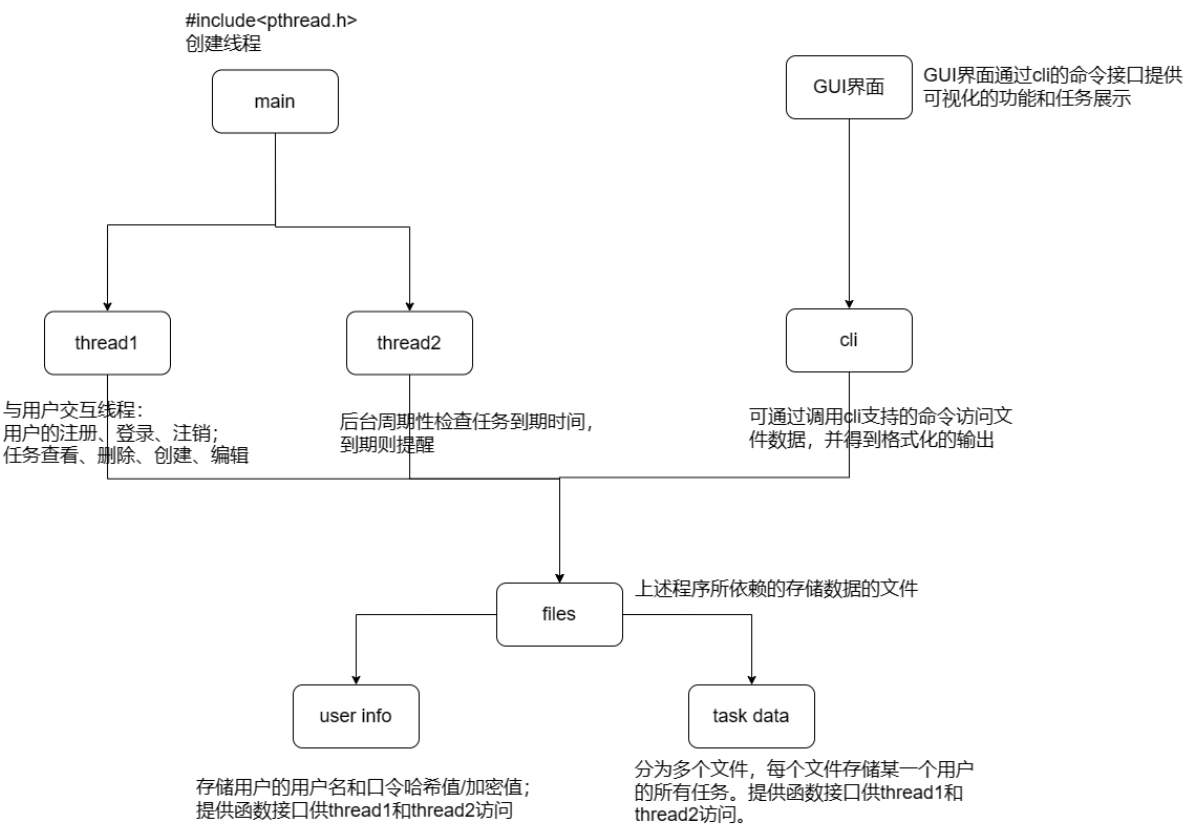 #include<pthread.h>
创建线程
main
GUI界面
GUI界面通过cli的命令接口提供
可视化的功能和任务展示
thread1
thread2
cli
与用户交互线程：
用户的注册、登录、注销；
任务查看、删除、创建、编辑
后台周期性检查任务到期时间，
到期则提醒
可通过调用cli支持的命令访问文
件数据，并得到格式化的输出
files
上述程序所依赖的存储数据的文件
user info
task data
存储用户的用户名和口令哈希值/加密值；
提供函数接口供thread1和thread2访问
分为多个文件，每个文件存储某一个用户
的所有任务。提供函数接口供thread1和
thread2访问。